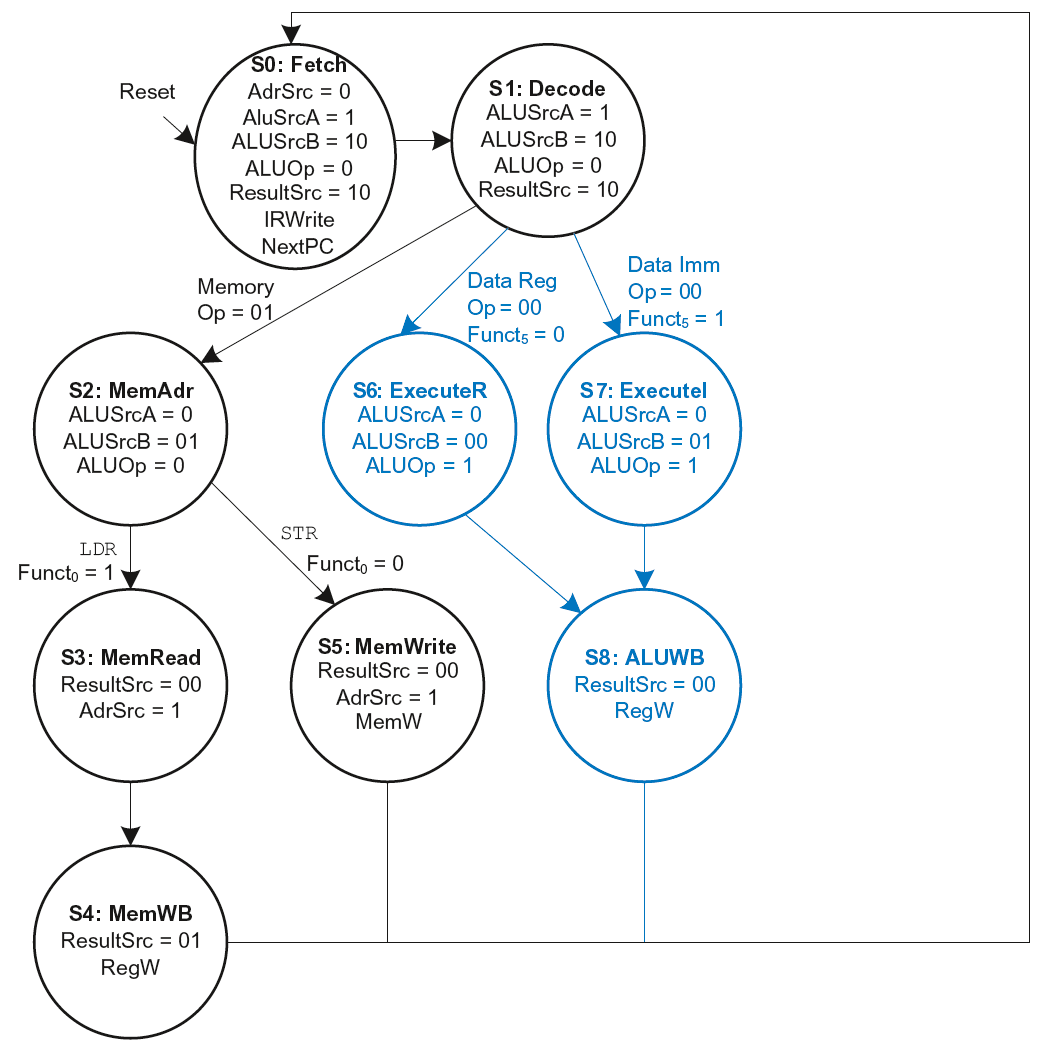 Reset
S0: Fetch
AdrSrc = 0
AluSrcA = 1
ALUSrcB = 10
ALUOp = 0
ResultSrc = 10
IRWrite
NextPC
S1: Decode
ALUSrcA = 1
ALUSrcB = 10
ALUOp = 0
ResultSrc = 10
Memory
Op = 01
Data Reg
Op = 00
Funct₅ = 0
Data Imm
Op = 00
Funct₅ = 1
S2: MemAdr
ALUSrcA = 0
ALUSrcB = 01
ALUOp = 0
S6: ExecuteR
ALUSrcA = 0
ALUSrcB = 00
ALUOp = 1
S7: ExecuteI
ALUSrcA = 0
ALUSrcB = 01
ALUOp = 1
LDR
Funct₀ = 1
STR
Funct₀ = 0
S3: MemRead
ResultSrc = 00
AdrSrc = 1
S5: MemWrite
ResultSrc = 00
AdrSrc = 1
MemW
S8: ALUWB
ResultSrc = 00
RegW
S4: MemWB
ResultSrc = 01
RegW